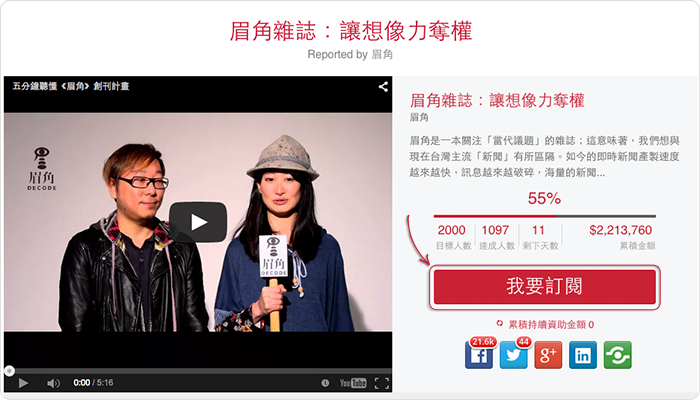 眉角雜誌：讓想像力奪權
Reported by 眉角
五分鐘聽懂《眉角》創刊計畫
眉角
DECODE
眉角
DECODE
0:00 / 5:16
YouTube
眉角雜誌：讓想像力奪權
眉角
眉角是一本關注「當代議題」的雜誌；這意味著，我們想與
現在台灣主流「新聞」有所區隔。如今的即時新聞產製速度
越來越快，訊息越來越破碎，海量的新聞...
55%
2000 1097 11 $2,213,760
目標人數 達成人數 剩下天數 累積金額
我要訂閱
累積持續資助金額 0
21.6k 44